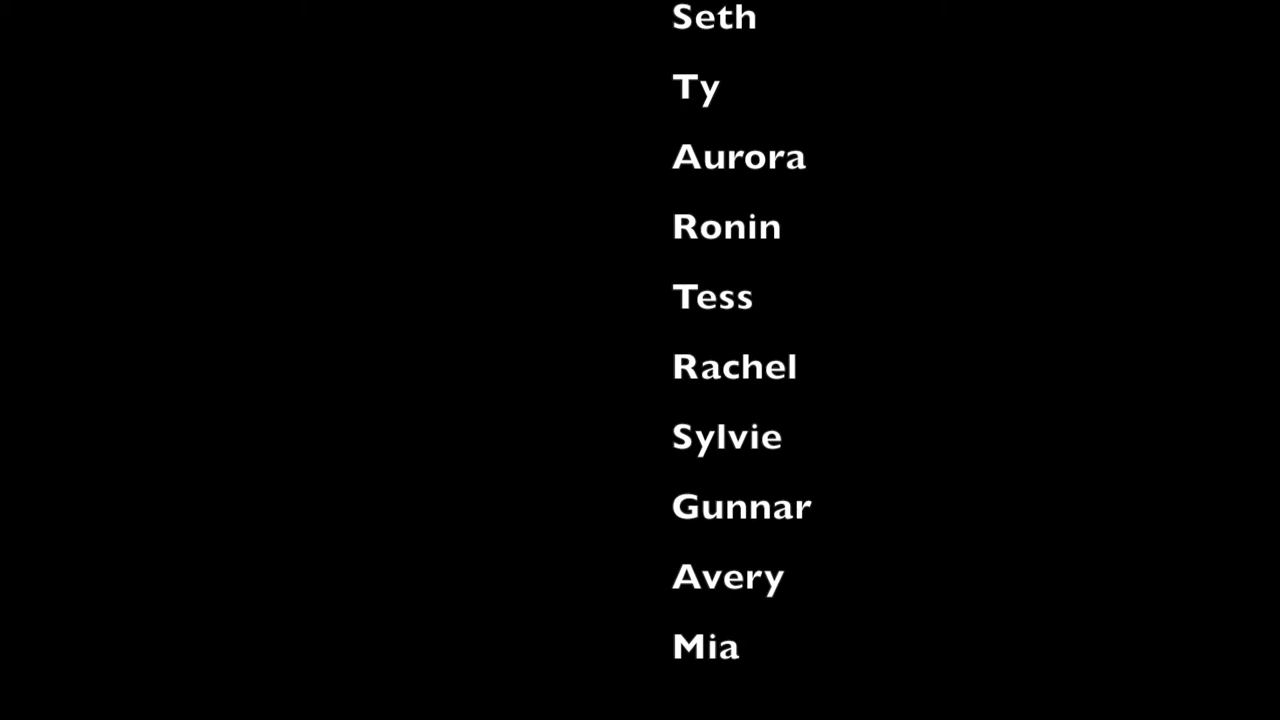 Seth
Ty
Aurora
Ronin
Tess
Rachel
Sylvie
Gunnar
Avery
Mia